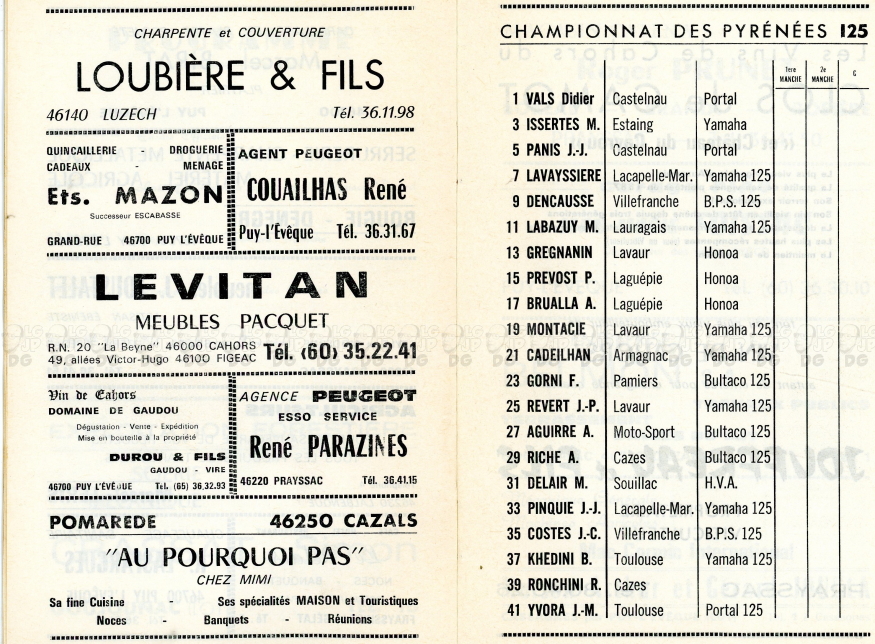 CHARPENTE et COUVERTURE
LOUBIÈRE & FILS
46140 LUZECH Tél. 36.11.98
QUINCAILLERIE - DROGUERIE
CADEAUX - MENAGE
Ets. MAZON
Successeur ESCABASSE
GRAND-RUE 46700 PUY L'ÉVÊQUE
AGENT PEUGEOT
COUAILHAS René
Puy-l'Évêque Tél. 36.31.67
LEVITAN
MEUBLES PACQUET
R.N. 20 "La Beyne" 46000 CAHORS
49, allées Victor-Hugo 46100 FIGEAC
Tél. (60) 35.22.41
Vin de Cahors
DOMAINE DE GAUDOU
Dégustation - Vente - Expédition
Mise en bouteille à la propriété
DUROU & FILS
GAUDOU - VIRE
46700 PUY L'ÉVÊQUE Tél. (65) 36.32.93
AGENCE PEUGEOT
ESSO SERVICE
René PARAZINES
46220 PRAYSSAC Tél. 36.41.15
POMAREDE 46250 CAZALS
"AU POURQUOI PAS"
CHEZ MIMI
Sa fine Cuisine Ses spécialités MAISON et Touristiques
Noces - Banquets - Réunions
CHAMPIONNAT DES PYRÉNÉES 125
1ere MANCHE 2e MANCHE G
1 VALS Didier Castelnau Portal
3 ISSERTES M. Estaing Yamaha
5 PANIS J.-J. Castelnau Portal
7 LAVAYSSIERE Lacapelle-Mar. Yamaha 125
9 DENCAUSSE Villefranche B.P.S. 125
11 LABAZUY M. Lauragais Yamaha 125
13 GREGNANIN Lavaur Honoa
15 PREVOST P. Laguépie Honoa
17 BRUALLA A. Laguépie Honoa
19 MONTACIE Lavaur Yamaha 125
21 CADEILHAN Armagnac Yamaha 125
23 GORNI F. Pamiers Bultaco 125
25 REVERT J.-P. Lavaur Yamaha 125
27 AGUIRRE A. Moto-Sport Bultaco 125
29 RICHE A. Cazes Bultaco 125
31 DELAIR M. Souillac H.V.A.
33 PINQUIE J.-J. Lacapelle-Mar. Yamaha 125
35 COSTES J.-C. Villefranche B.P.S. 125
37 KHEDINI B. Toulouse Yamaha 125
39 RONCHINI R. Cazes
41 YVORA J.-M. Toulouse Portal 125